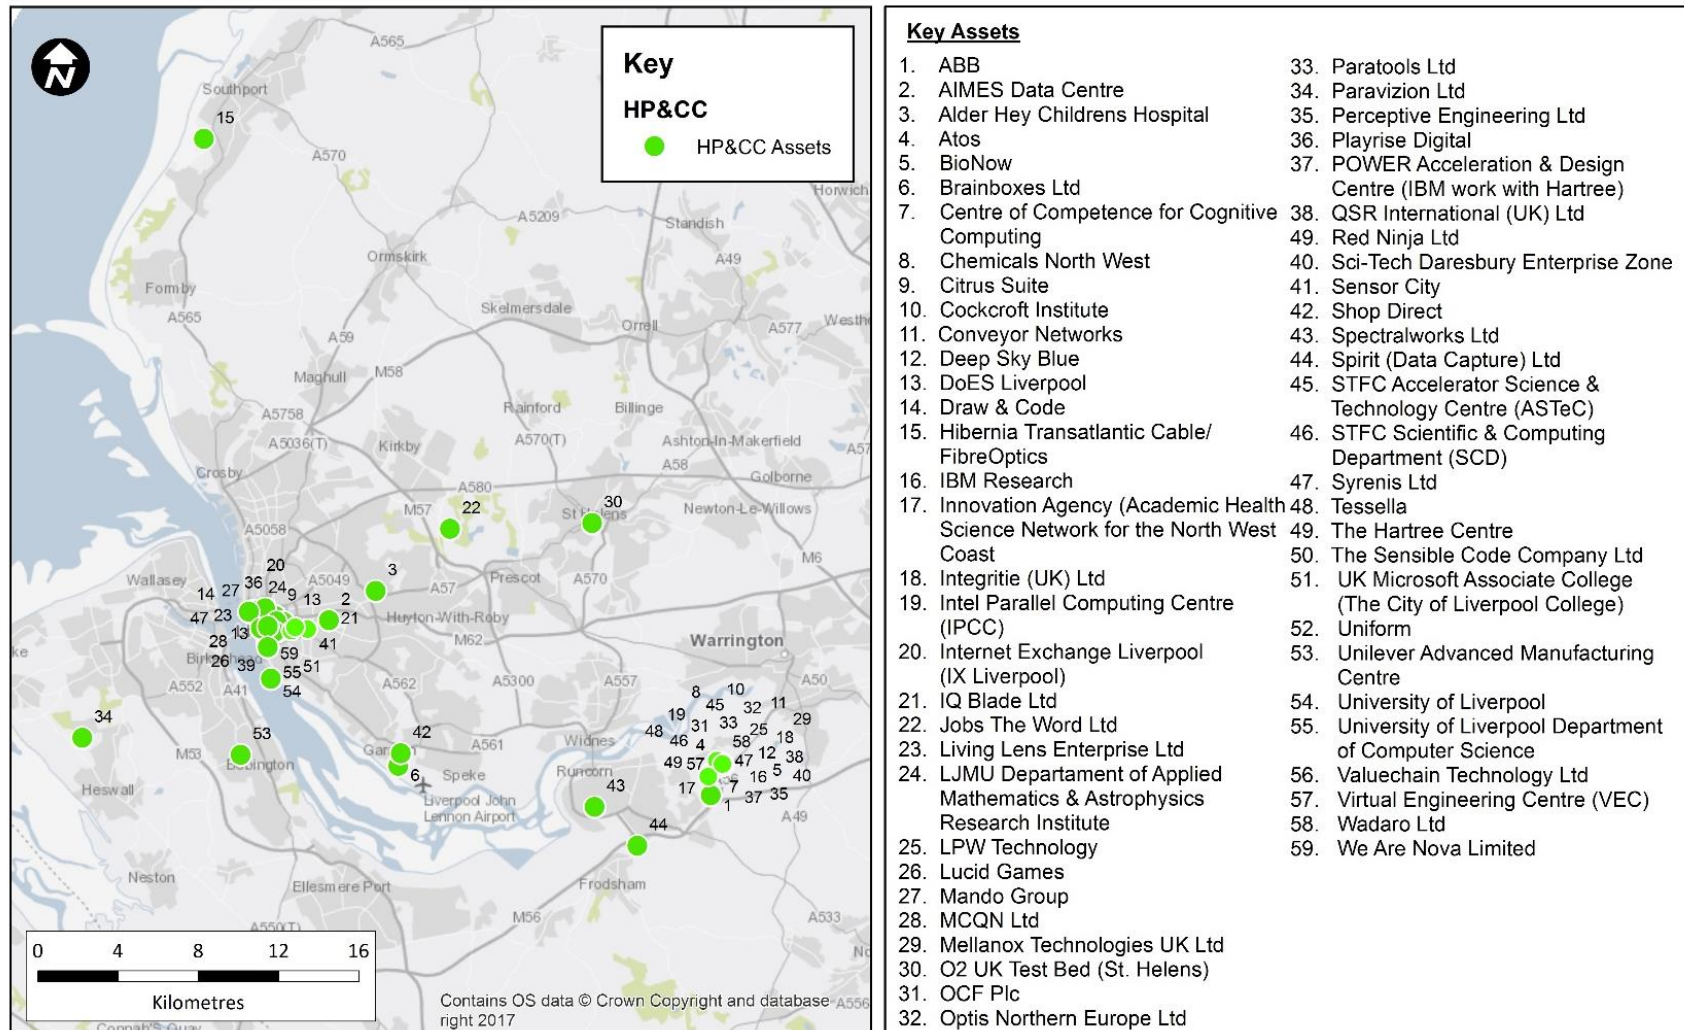 N
Key
HP&CC
HP&CC Assets
A565
Southport
15
A570
Horwich
A5209
Standish
Ormskirk
A49
Formby
Skelmersdale
A565
Orrell
A577
A59
Maghull
M58
A5758
Rainford
Billinge
A5036(T)
Kirkby
A570(T)
Ashton-In-Makerfield
Crosby
A58
Golborne
A580
M57
22
30
St Helens
Newton-Le-Willows
A5058
M6
20
Wallasey
A5049
3
Prescot
14
27
36
24
9
13
2
A57
A570
47
23
21
Huyton-With-Roby
M62
13
41
Warrington
28
Birkenhead
59
26
39
51
A552
A41
55
54
A562
A5300
A557
A50
8
10
11
19
45
32
29
34
42
48
31
33
25
18
53
Garston
A561
Widnes
46
4
58
12
38
M53
Bebington
49
57
47
5
6
Speke
Runcorn
16
40
Heswall
Liverpool John
Lennon Airport
43
17
7
37
35
1
A49
44
Neston
Ellesmere Port
Frodsham
M56
A533
A550(T)
0
4
8
12
16
Kilometres
Contains OS data © Crown Copyright and database
right 2017
A556
Connah'S Quay
Key Assets
1. ABB
2. AIMES Data Centre
3. Alder Hey Childrens Hospital
4. Atos
5. BioNow
6. Brainboxes Ltd
7. Centre of Competence for Cognitive
Computing
8. Chemicals North West
9. Citrus Suite
10. Cockcroft Institute
11. Conveyor Networks
12. Deep Sky Blue
13. DoES Liverpool
14. Draw & Code
15. Hibernia Transatlantic Cable/
FibreOptics
16. IBM Research
17. Innovation Agency (Academic Health
Science Network for the North West
Coast
18. Integritie (UK) Ltd
19. Intel Parallel Computing Centre
(IPCC)
20. Internet Exchange Liverpool
(IX Liverpool)
21. IQ Blade Ltd
22. Jobs The Word Ltd
23. Living Lens Enterprise Ltd
24. LJMU Departament of Applied
Mathematics & Astrophysics
Research Institute
25. LPW Technology
26. Lucid Games
27. Mando Group
28. MCQN Ltd
29. Mellanox Technologies UK Ltd
30. O2 UK Test Bed (St. Helens)
31. OCF Plc
32. Optis Northern Europe Ltd
33. Paratools Ltd
34. Paravizion Ltd
35. Perceptive Engineering Ltd
36. Playrise Digital
37. POWER Acceleration & Design
Centre (IBM work with Hartree)
38. QSR International (UK) Ltd
49. Red Ninja Ltd
40. Sci-Tech Daresbury Enterprise Zone
41. Sensor City
42. Shop Direct
43. Spectralworks Ltd
44. Spirit (Data Capture) Ltd
45. STFC Accelerator Science &
Technology Centre (ASTeC)
46. STFC Scientific & Computing
Department (SCD)
47. Syrenis Ltd
48. Tessella
49. The Hartree Centre
50. The Sensible Code Company Ltd
51. UK Microsoft Associate College
(The City of Liverpool College)
52. Uniform
53. Unilever Advanced Manufacturing
Centre
54. University of Liverpool
55. University of Liverpool Department
of Computer Science
56. Valuechain Technology Ltd
57. Virtual Engineering Centre (VEC)
58. Wadaro Ltd
59. We Are Nova Limited